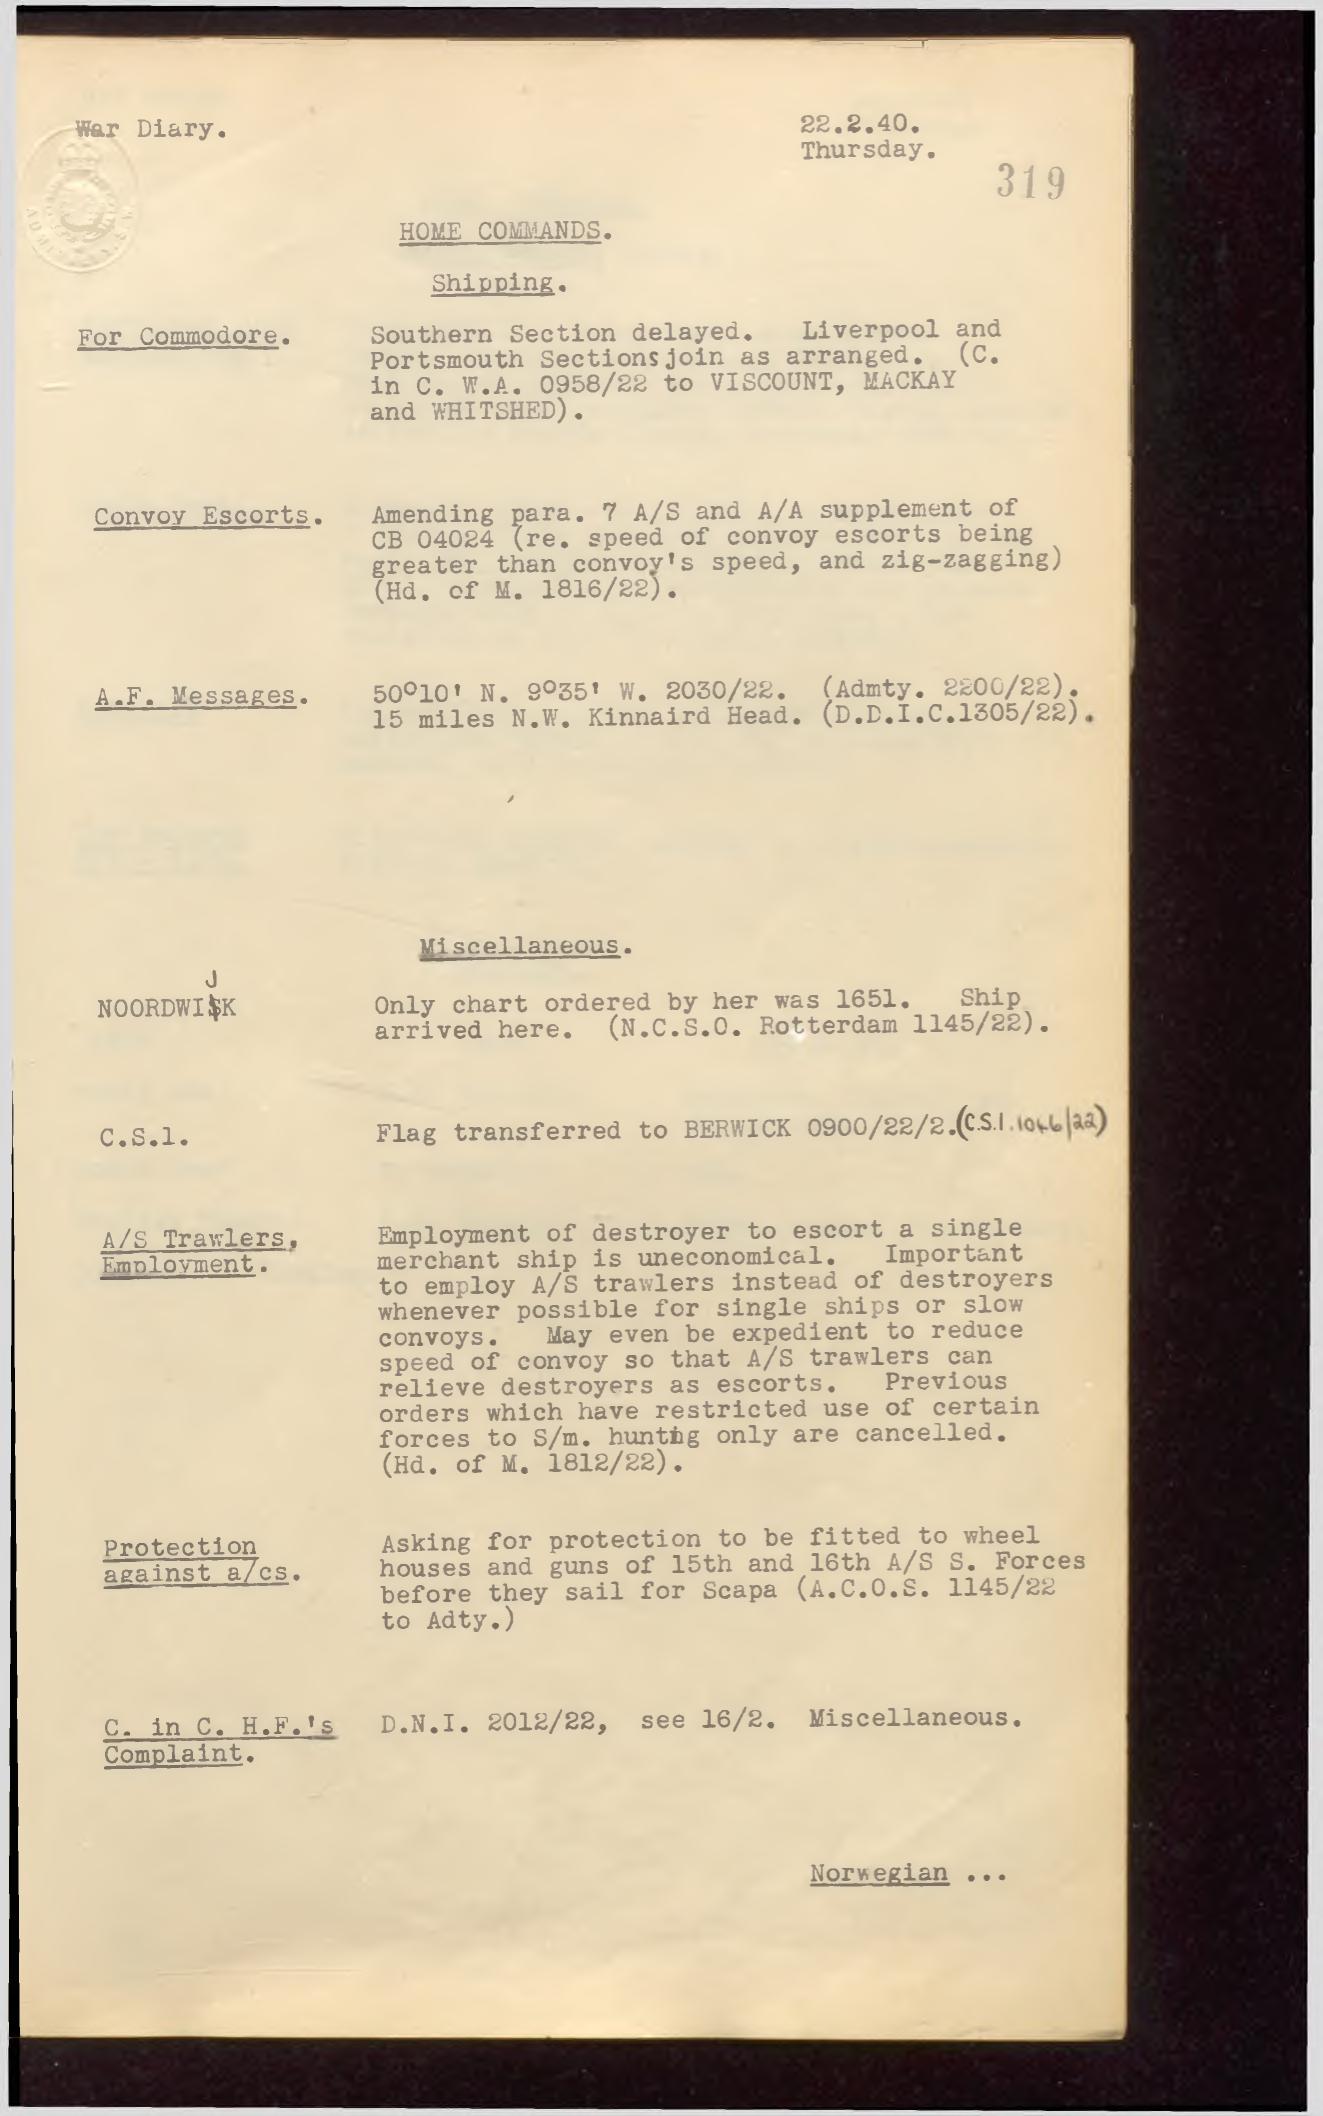 War Diary.
22.2.40.
Thursday.
319
HOME COMMANDS.
Shipping.
For Commodore.
Southern Section delayed. Liverpool and
Portsmouth Sections join as arranged. (C.
in C. W.A. 0958/22 to VISCOUNT, MACKAY
and WHITSHED).
Convoy Escorts.
Amending para. 7 A/S and A/A supplement of
CB 04024 (re. speed of convoy escorts being
greater than convoy's speed, and zig-zagging)
(Hd. of M. 1816/22).
A.F. Messages.
50°10' N. 9°35' W. 2030/22. (Admty. 2200/22).
15 miles N.W. Kinnaird Head. (D.D.I.C.1305/22).
Miscellaneous.
NOORDWIJK
Only chart ordered by her was 1651. Ship
arrived here. (N.C.S.O. Rotterdam 1145/22).
C.S.1.
Flag transferred to BERWICK 0900/22/2.(C.S.1.1046/22)
A/S Trawlers,
Employment.
Employment of destroyer to escort a single
merchant ship is uneconomical. Important
to employ A/S trawlers instead of destroyers
whenever possible for single ships or slow
convoys. May even be expedient to reduce
speed of convoy so that A/S trawlers can
relieve destroyers as escorts. Previous
orders which have restricted use of certain
forces to S/m. hunting only are cancelled.
(Hd. of M. 1812/22).
Protection
against a/cs.
Asking for protection to be fitted to wheel
houses and guns of 15th and 16th A/S S. Forces
before they sail for Scapa (A.C.O.S. 1145/22
to Adty.)
C. in C. H.F.'s
Complaint.
D.N.I. 2012/22, see 16/2. Miscellaneous.
Norwegian ...